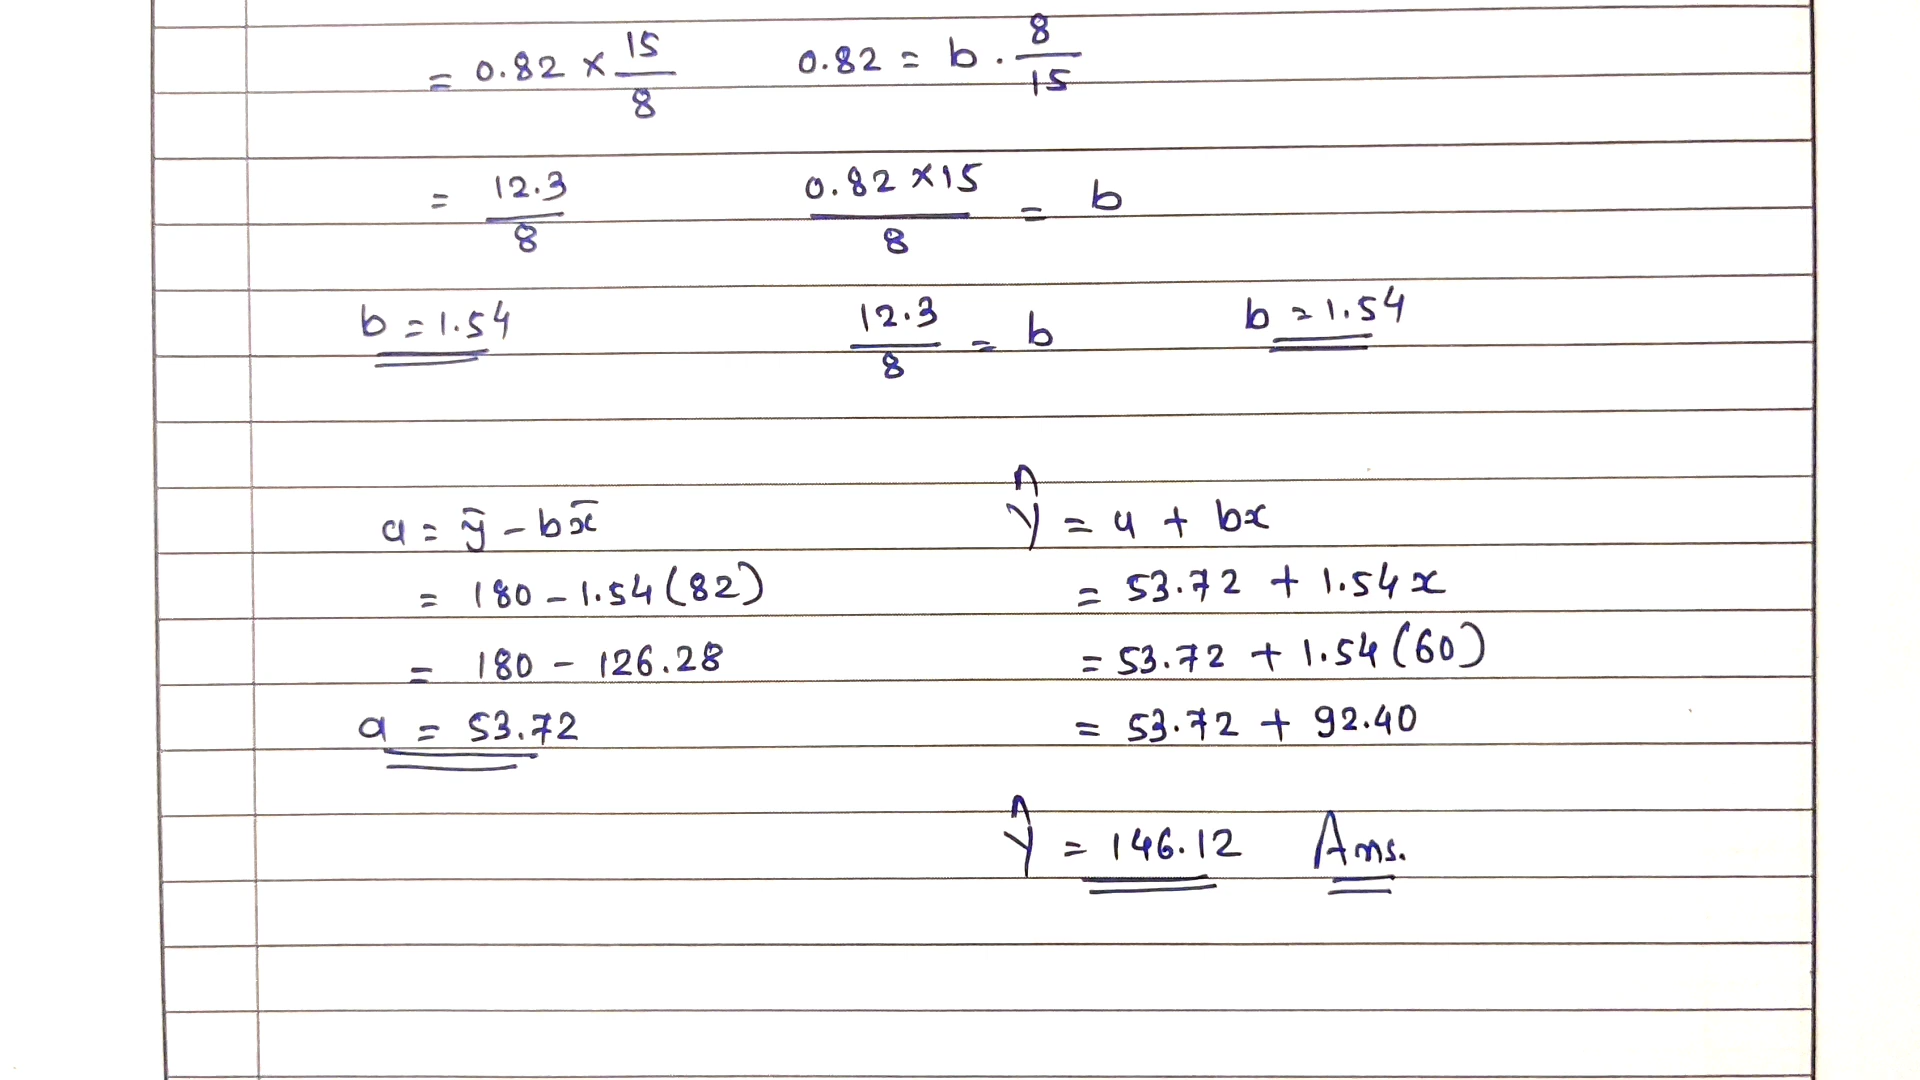 = 0.82 × 15/8    0.82 = b . 8/15
= 12.3/8    0.82 ×15/8 = b
b = 1.54    12.3/8 = b    b = 1.54
a = ȳ - bx̄    Ŷ = a + bx
= 180 - 1.54 (82)    = 53.72 + 1.54 x
= 180 - 126.28    = 53.72 + 1.54 (60)
a = 53.72    = 53.72 + 92.40
Ŷ = 146.12 Ans.